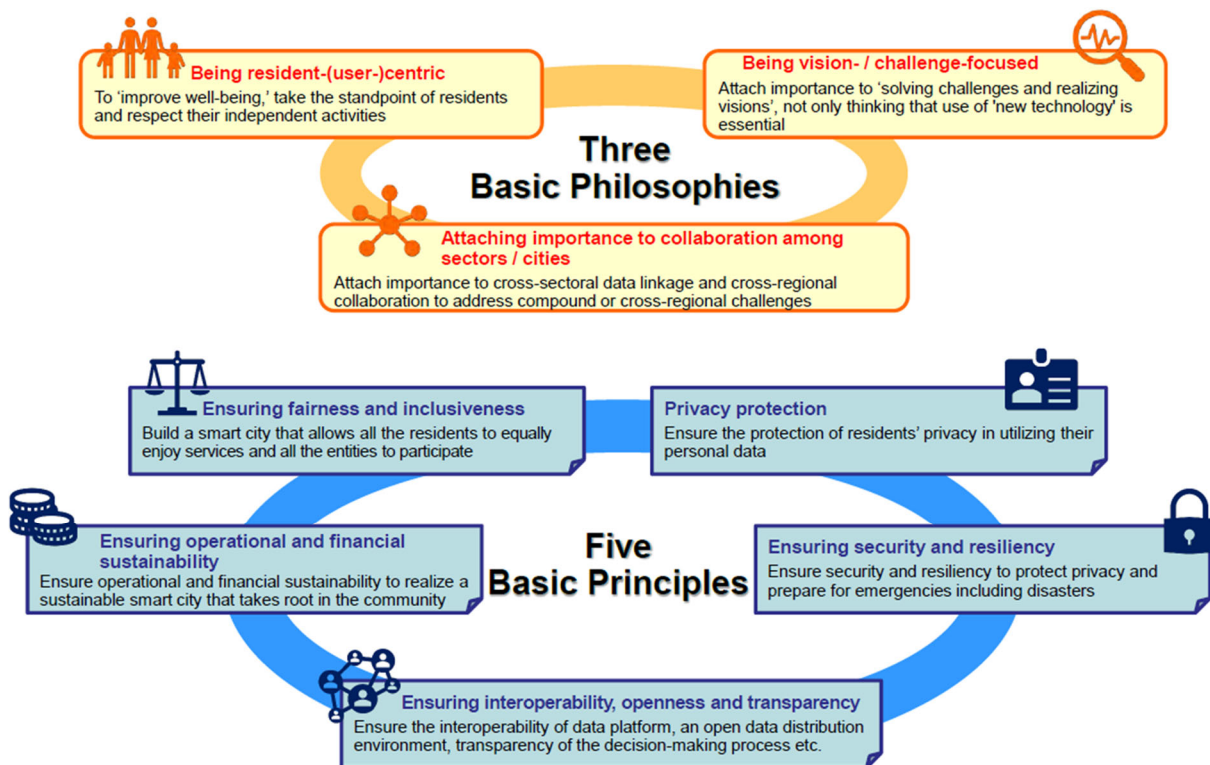 Being resident-(user-)centric
To ‘improve well-being,’ take the standpoint of residents
and respect their independent activities
Being vision- / challenge-focused
Attach importance to ‘solving challenges and realizing
visions’, not only thinking that use of 'new technology' is
essential
Three
Basic Philosophies
Attaching importance to collaboration among
sectors / cities
Attach importance to cross-sectoral data linkage and cross-regional
collaboration to address compound or cross-regional challenges
Ensuring fairness and inclusiveness
Build a smart city that allows all the residents to equally
enjoy services and all the entities to participate
Privacy protection
Ensure the protection of residents’ privacy in utilizing their
personal data
Ensuring operational and financial
sustainability
Ensure operational and financial sustainability to realize a
sustainable smart city that takes root in the community
Five
Basic Principles
Ensuring security and resiliency
Ensure security and resiliency to protect privacy and
prepare for emergencies including disasters
Ensuring interoperability, openness and transparency
Ensure the interoperability of data platform, an open data distribution
environment, transparency of the decision-making process etc.